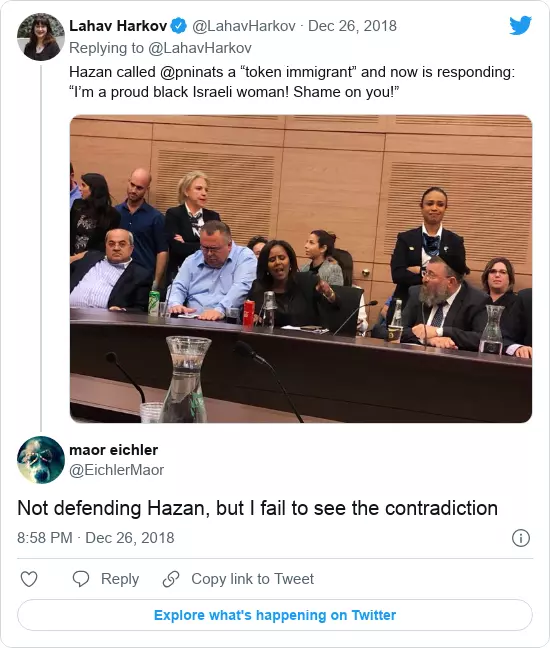 Lahav Harkov @LahavHarkov · Dec 26, 2018
Replying to @LahavHarkov
Hazan called @pninats a “token immigrant” and now is responding:
“I’m a proud black Israeli woman! Shame on you!”
maor eichler
@EichlerMaor
Not defending Hazan, but I fail to see the contradiction
8:58 PM · Dec 26, 2018
Reply
Copy link to Tweet
Explore what's happening on Twitter